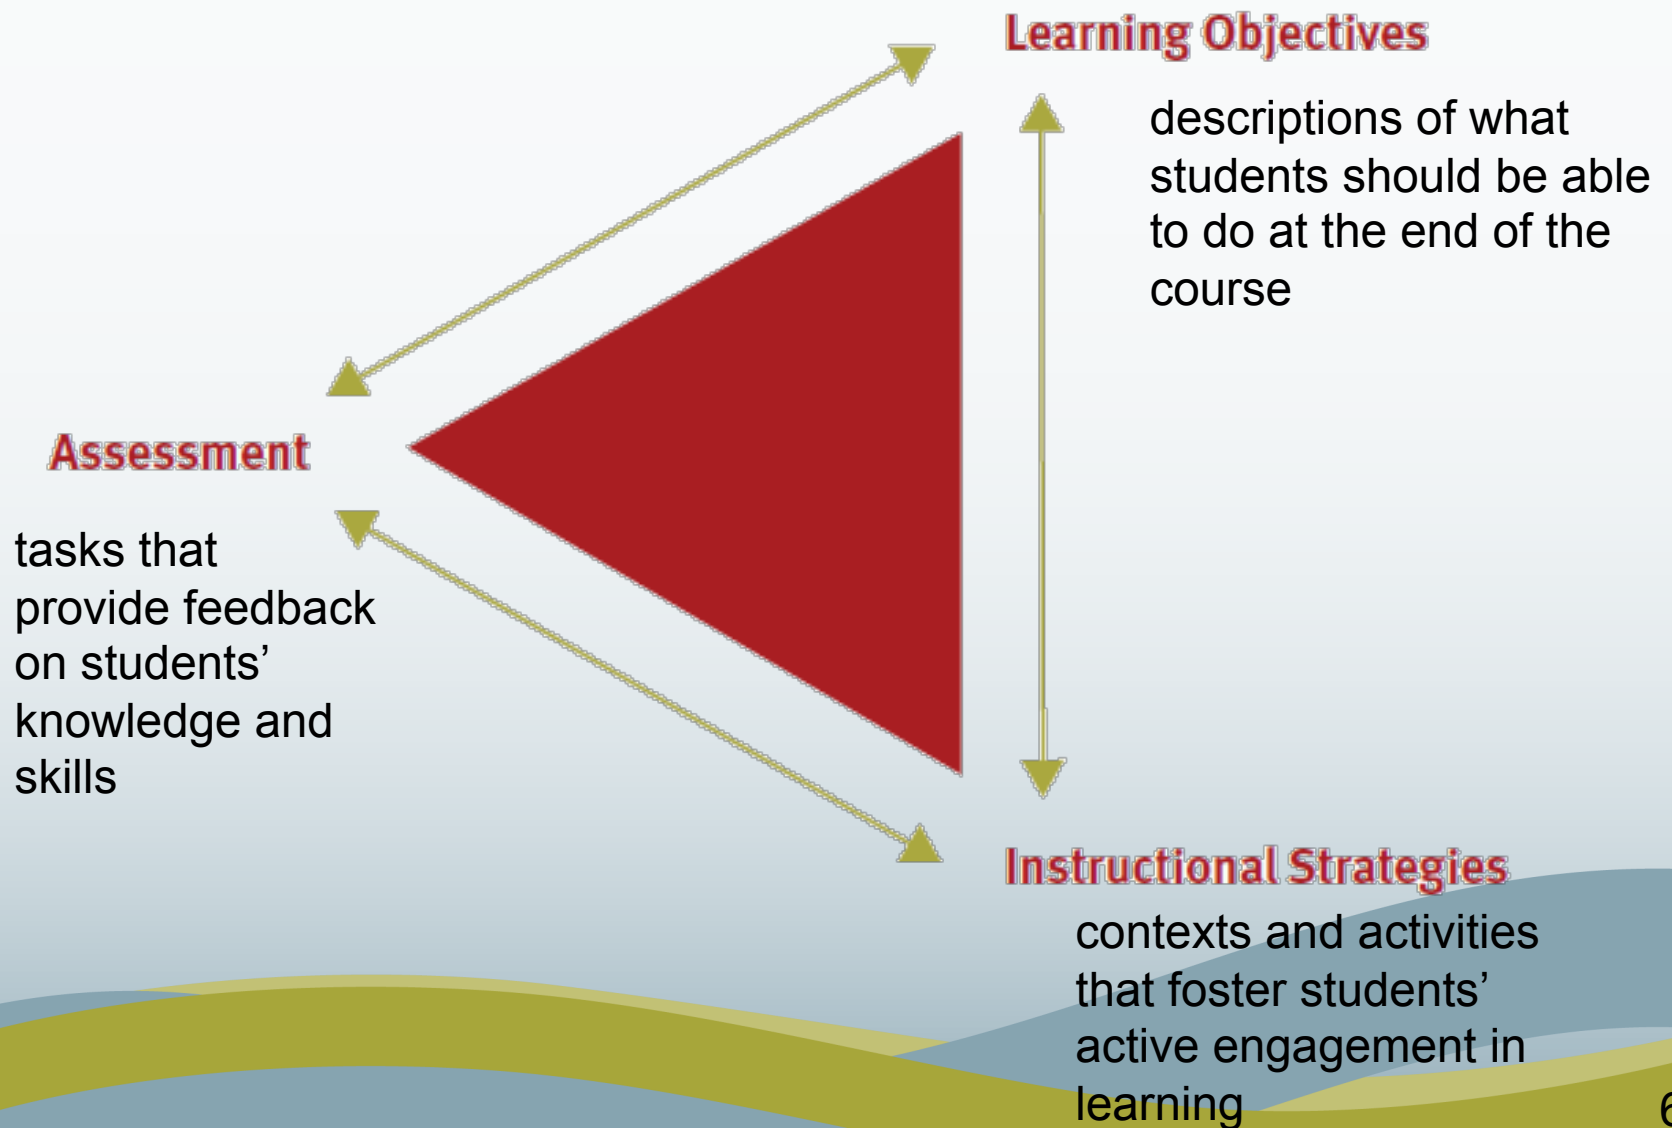 Learning Objectives
descriptions of what
students should be able
to do at the end of the
course
Assessment
tasks that
provide feedback
on students’
knowledge and
skills
Instructional Strategies
contexts and activities
that foster students’
active engagement in
learning
6